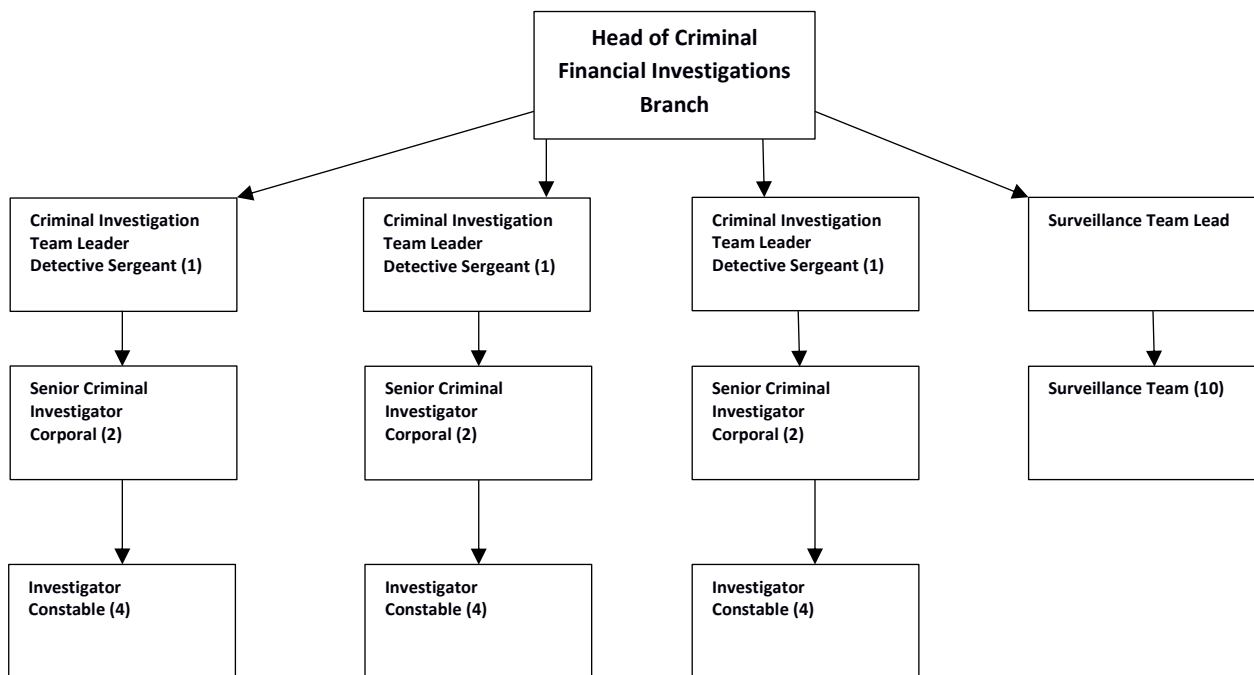 Head of Criminal
Financial Investigations
Branch
Criminal Investigation
Team Leader
Detective Sergeant (1)
Criminal Investigation
Team Leader
Detective Sergeant (1)
Criminal Investigation
Team Leader
Detective Sergeant (1)
Surveillance Team Lead
Senior Criminal
Investigator
Corporal (2)
Senior Criminal
Investigator
Corporal (2)
Senior Criminal
Investigator
Corporal (2)
Surveillance Team (10)
Investigator
Constable (4)
Investigator
Constable (4)
Investigator
Constable (4)